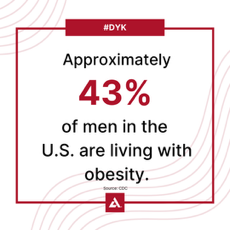 #DYK
Approximately
43%
of men in the
U.S. are living with
obesity.
Source: CDC